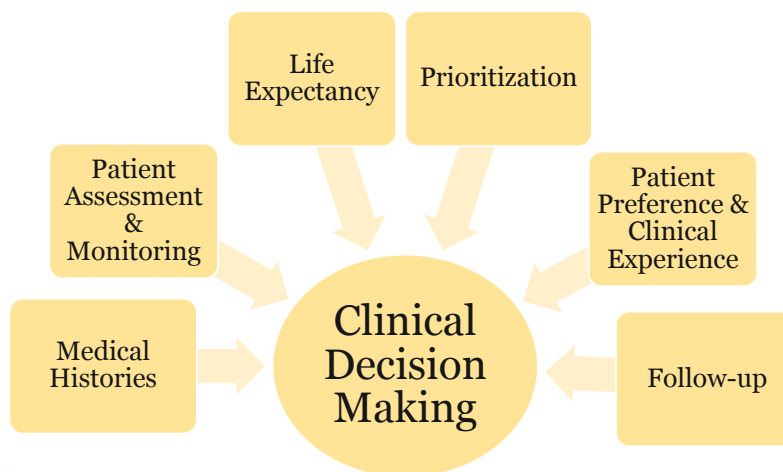 Life
Expectancy
Prioritization
Patient
Assessment
&
Monitoring
Patient
Preference &
Clinical
Experience
Medical
Histories
Clinical
Decision
Making
Follow-up